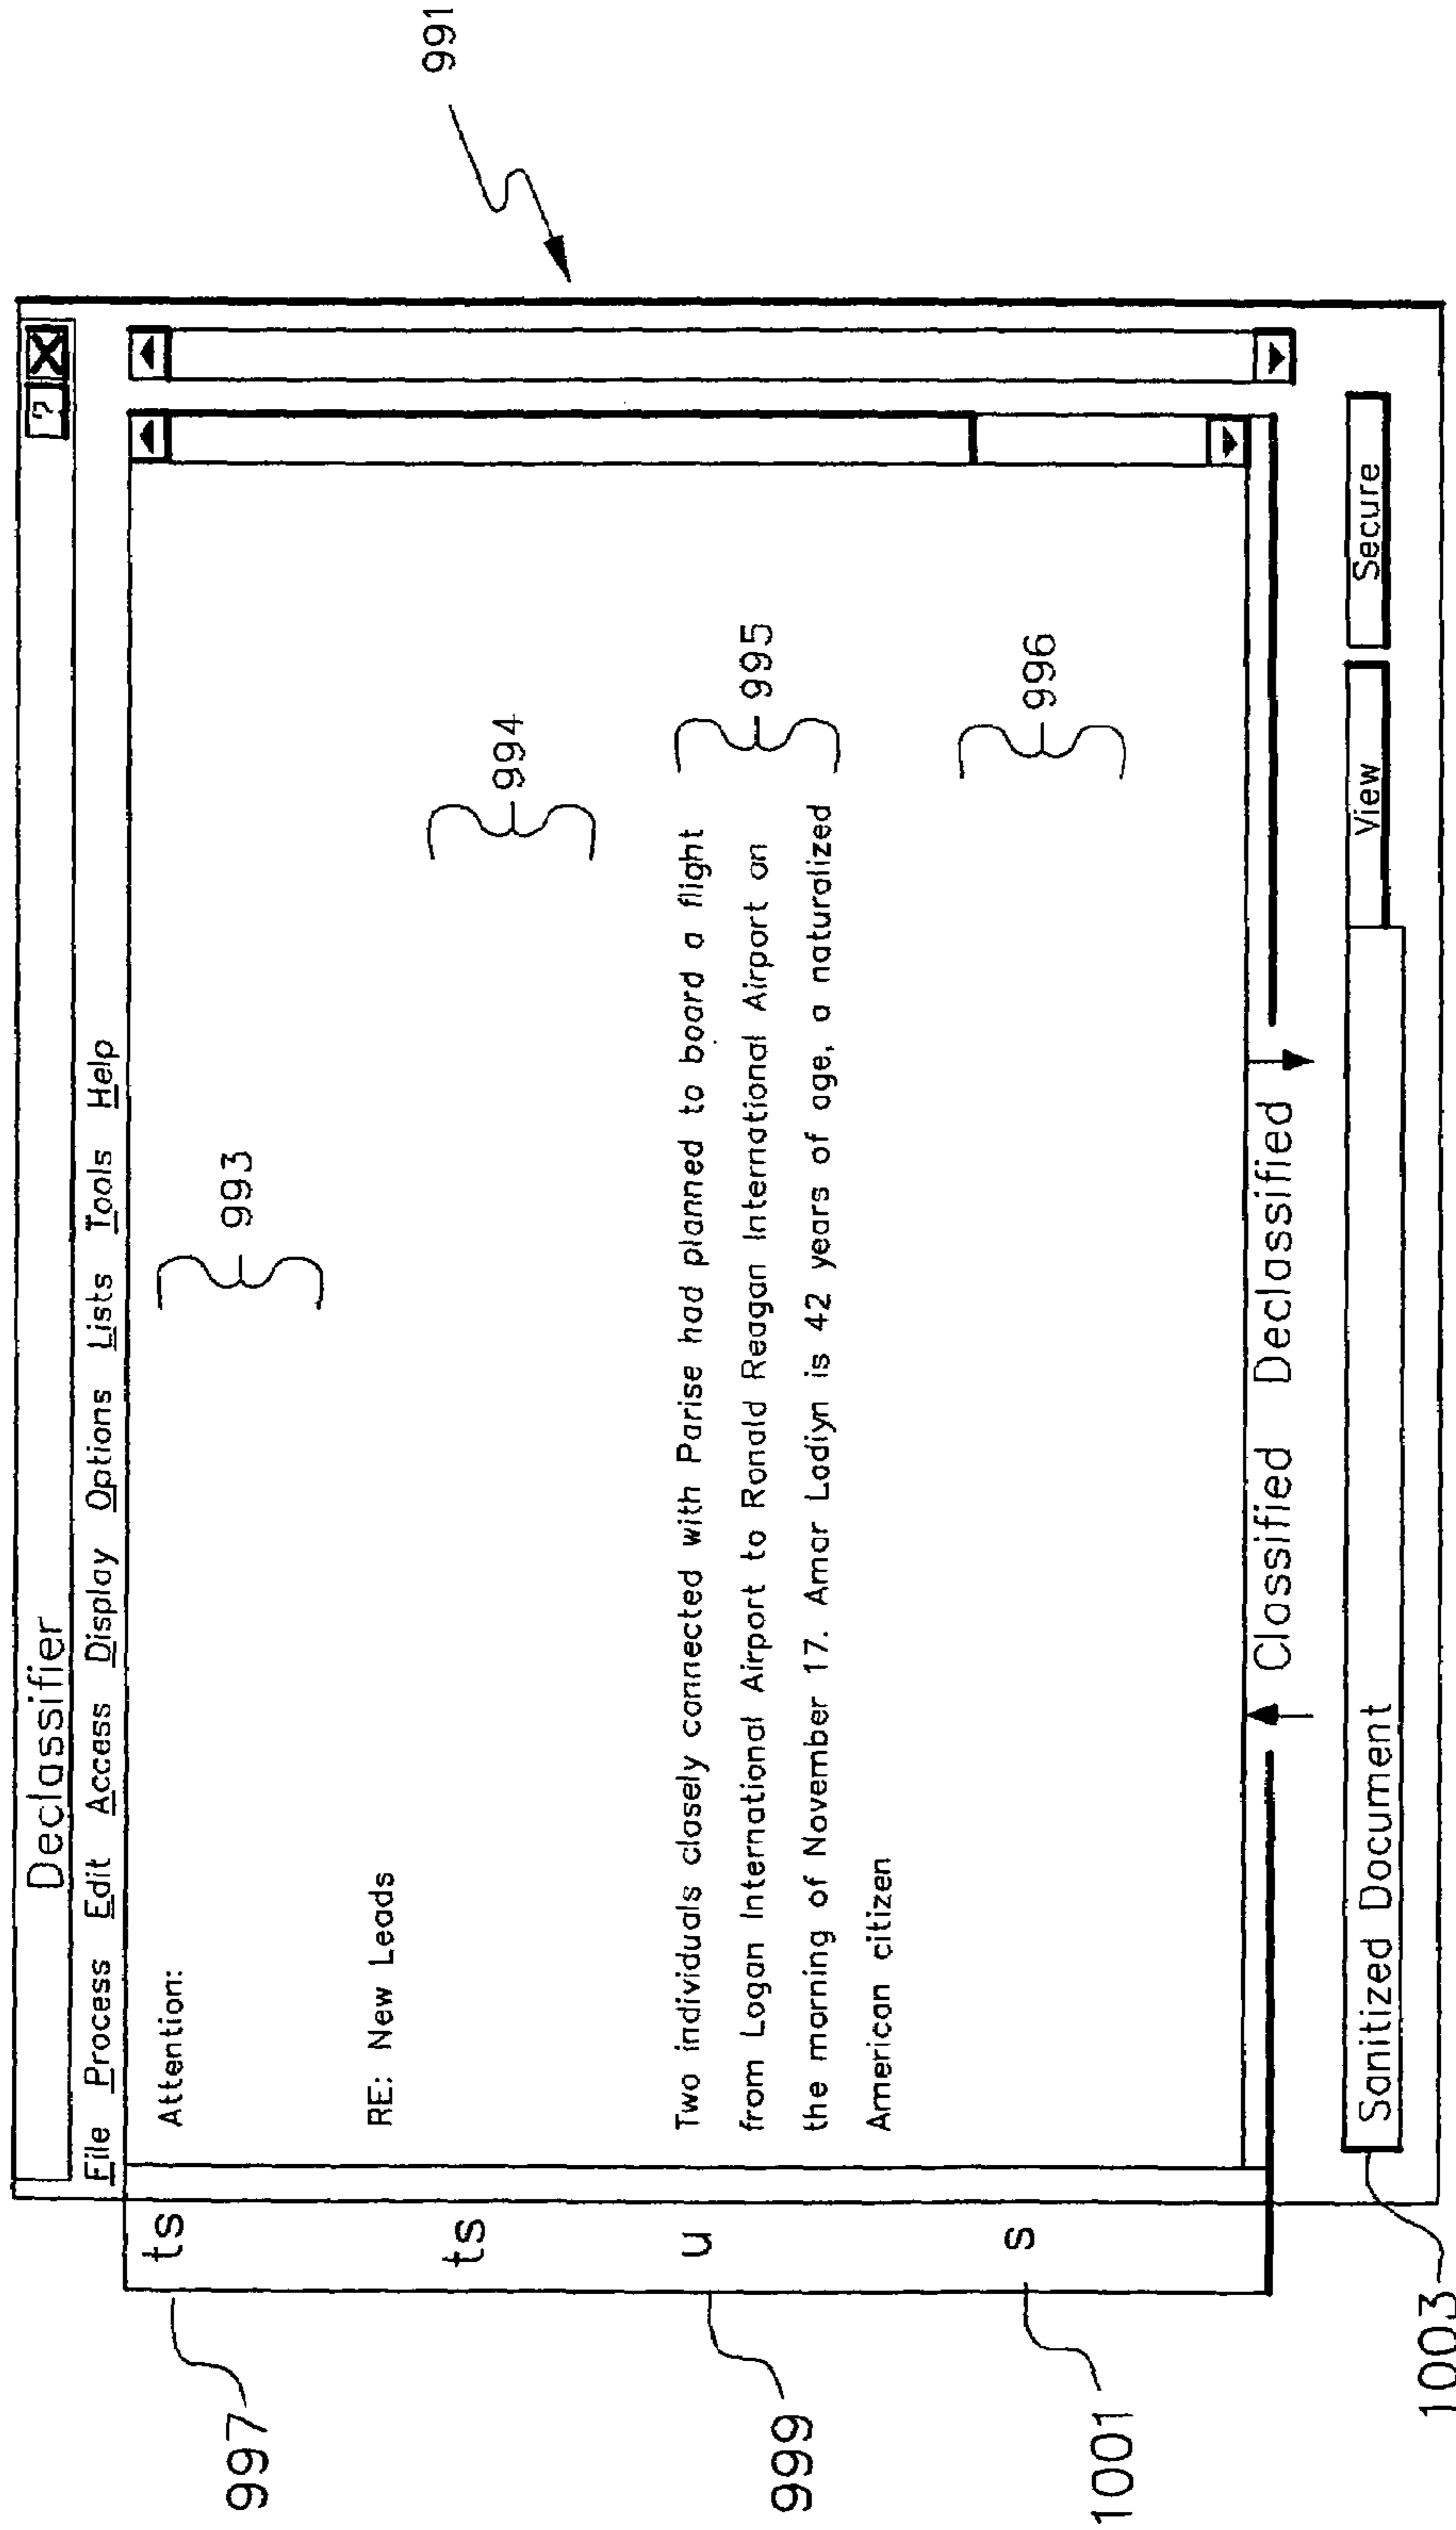 Declassifier
? X
File Process Edit Access Display Options Lists Tools Help
991
ts Attention:
993
997
RE: New Leads
ts
994
u Two individuals closely connected with Parise had planned to board a flight
from Logan International Airport to Ronald Reagan International Airport on
995
the morning of November 17. Amar Ladiyn is 42 years of age, a naturalized
999
American citizen
s
996
1001
Classified Declassified
Sanitized Document View Secure
1003